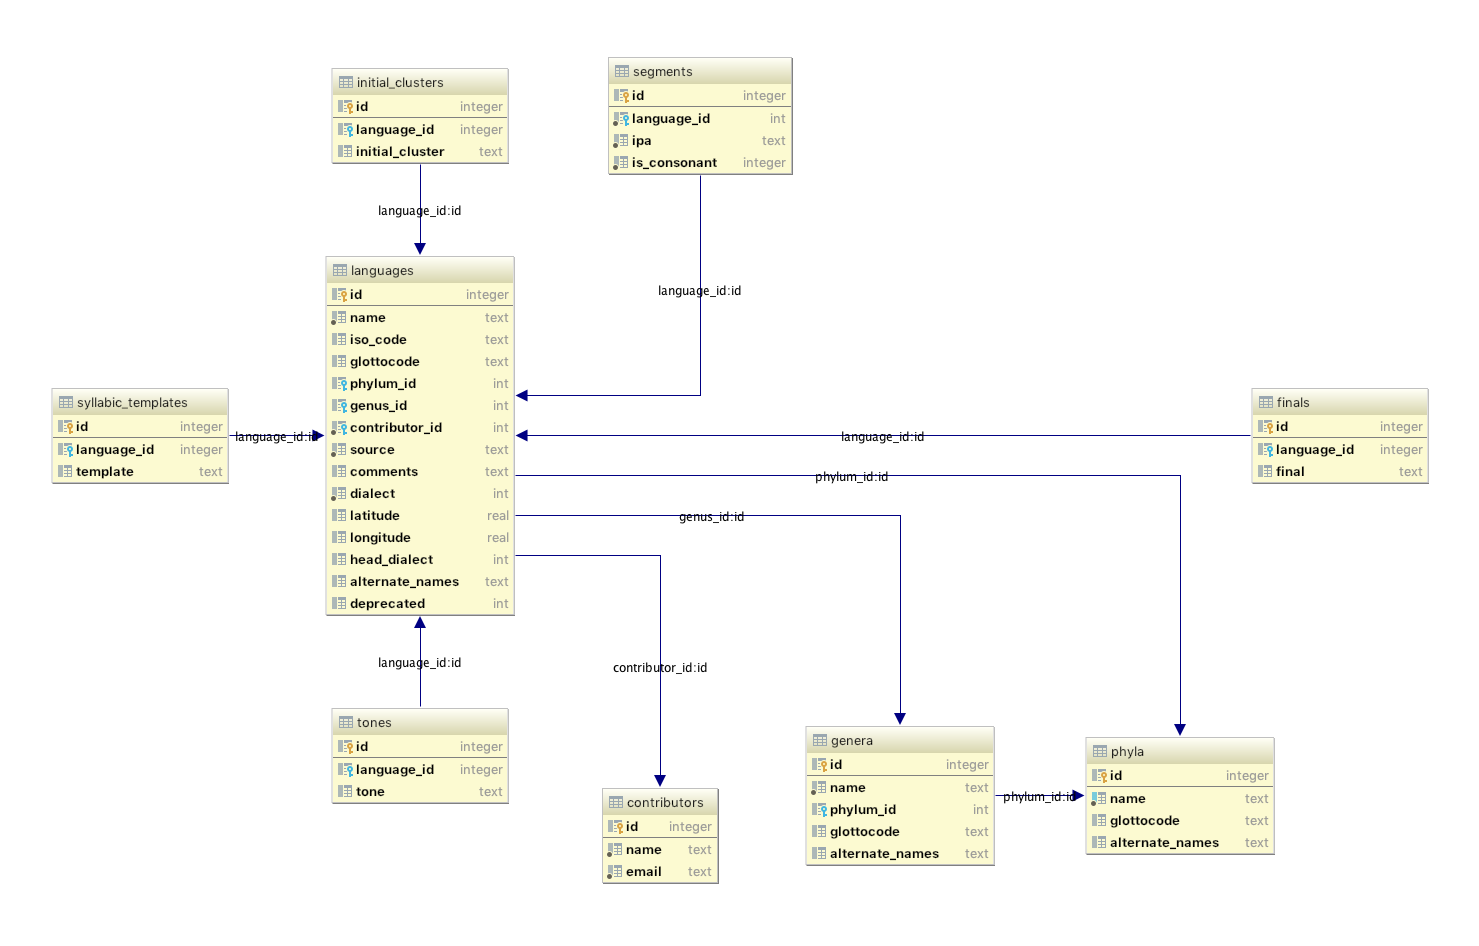 initial_clusters
id integer
language_id integer
initial_cluster text
segments
id integer
language_id int
ipa text
is_consonant integer
language_id:id
language_id:id
languages
id integer
name text
iso_code text
glottocode text
phylum_id int
genus_id int
contributor_id int
source text
comments text
dialect int
latitude real
longitude real
head_dialect int
alternate_names text
deprecated int
syllabic_templates
id integer
language_id integer
template text
language_id:id
finals
id integer
language_id integer
final text
language_id:id
phylum_id:id
genus_id:id
language_id:id
contributor_id:id
tones
id integer
language_id integer
tone text
contributors
id integer
name text
email text
genera
id integer
name text
phylum_id int
glottocode text
alternate_names text
phylum_id:id
phyla
id integer
name text
glottocode text
alternate_names text